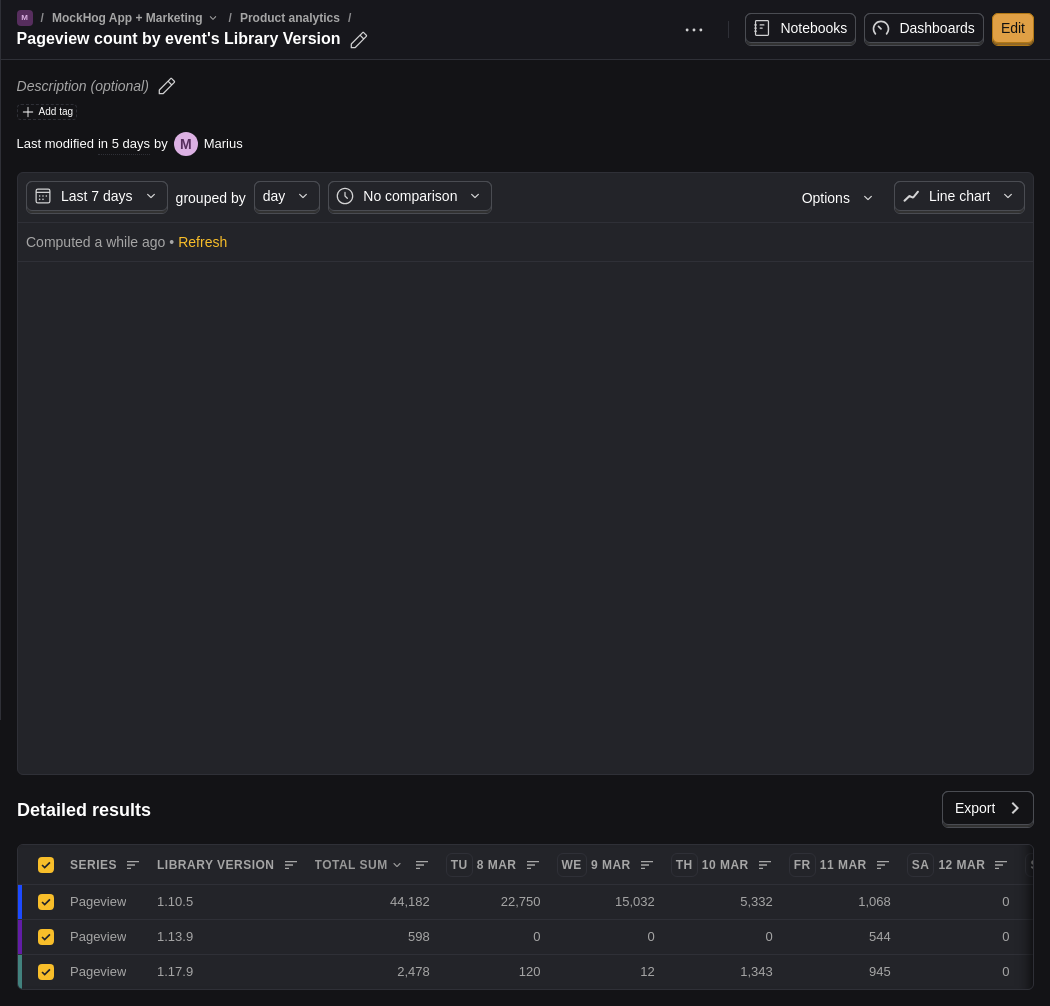 M / MockHog App + Marketing / Product analytics /
Pageview count by event's Library Version
Notebooks Dashboards Edit
Description (optional)
Add tag
Last modified in 5 days by M Marius
Last 7 days grouped by day No comparison Options Line chart
Computed a while ago • Refresh
Detailed results
Export
SERIES LIBRARY VERSION TOTAL SUM TU 8 MAR WE 9 MAR TH 10 MAR FR 11 MAR SA 12 MAR
Pageview 1.10.5 44,182 22,750 15,032 5,332 1,068 0
Pageview 1.13.9 598 0 0 0 544 0
Pageview 1.17.9 2,478 120 12 1,343 945 0